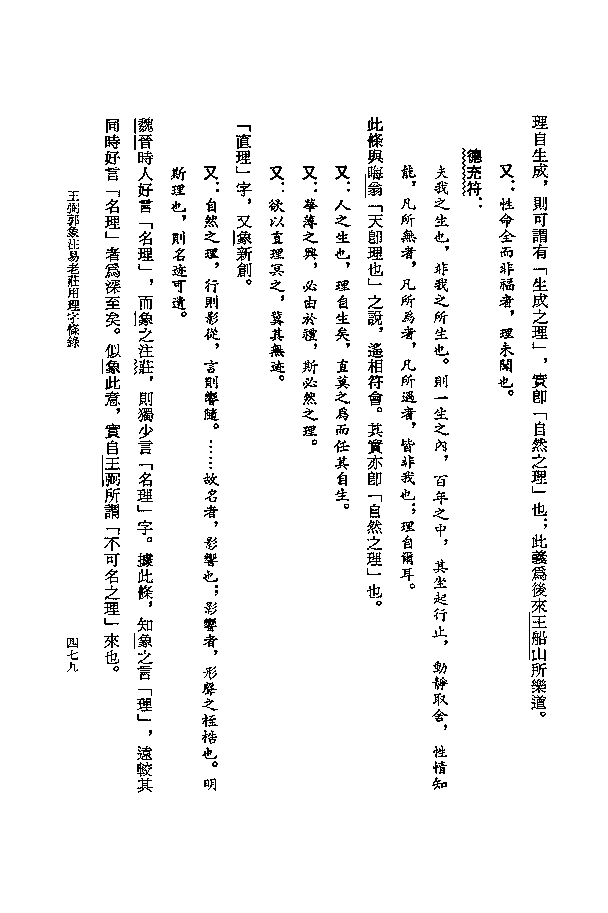 理自生成，則可謂有「生成之理」，實卽「自然之理」也；此義爲後來王船山所樂道。
又：性命全而非福者，理未聞也。
德充符：
夫我之生也，非我之所生也。則一生之內，百年之中，其坐起行止，動靜取舍，性情知
能，凡所無者，凡所爲者，凡所遇者，皆非我也；理自爾耳。
此條與晦翁「天卽理也」之說，遙相符會。其實亦卽「自然之理」也。
又：人之生也，理自生矣，直莫之爲而任其自生。
又：華薄之興，必由於禮，斯必然之理。
又：欲以直理冥之，冀其無迹。
「直理」字，又象新創。
又：自然之理，行則影從，言則響隨。……故名者，影響也；影響者，形聲之桎梏也。明
斯理也，則名迹可遺。
魏晉時人好言「名理」，而象之注莊，則獨少言「名理」字。據此條，知象之言「理」，遠較其
同時好言「名理」者爲深至矣。似象此意，實自王弼所謂「不可名之理」來也。
王弼郭象注易老莊用理字條錄
四七九